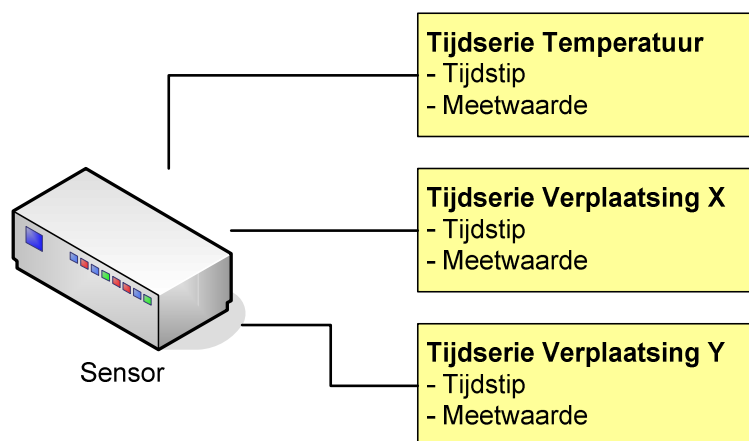 Tijdserie Temperatuur
- Tijdstip
- Meetwaarde
Tijdserie Verplaatsing X
- Tijdstip
- Meetwaarde
Tijdserie Verplaatsing Y
- Tijdstip
- Meetwaarde
Sensor